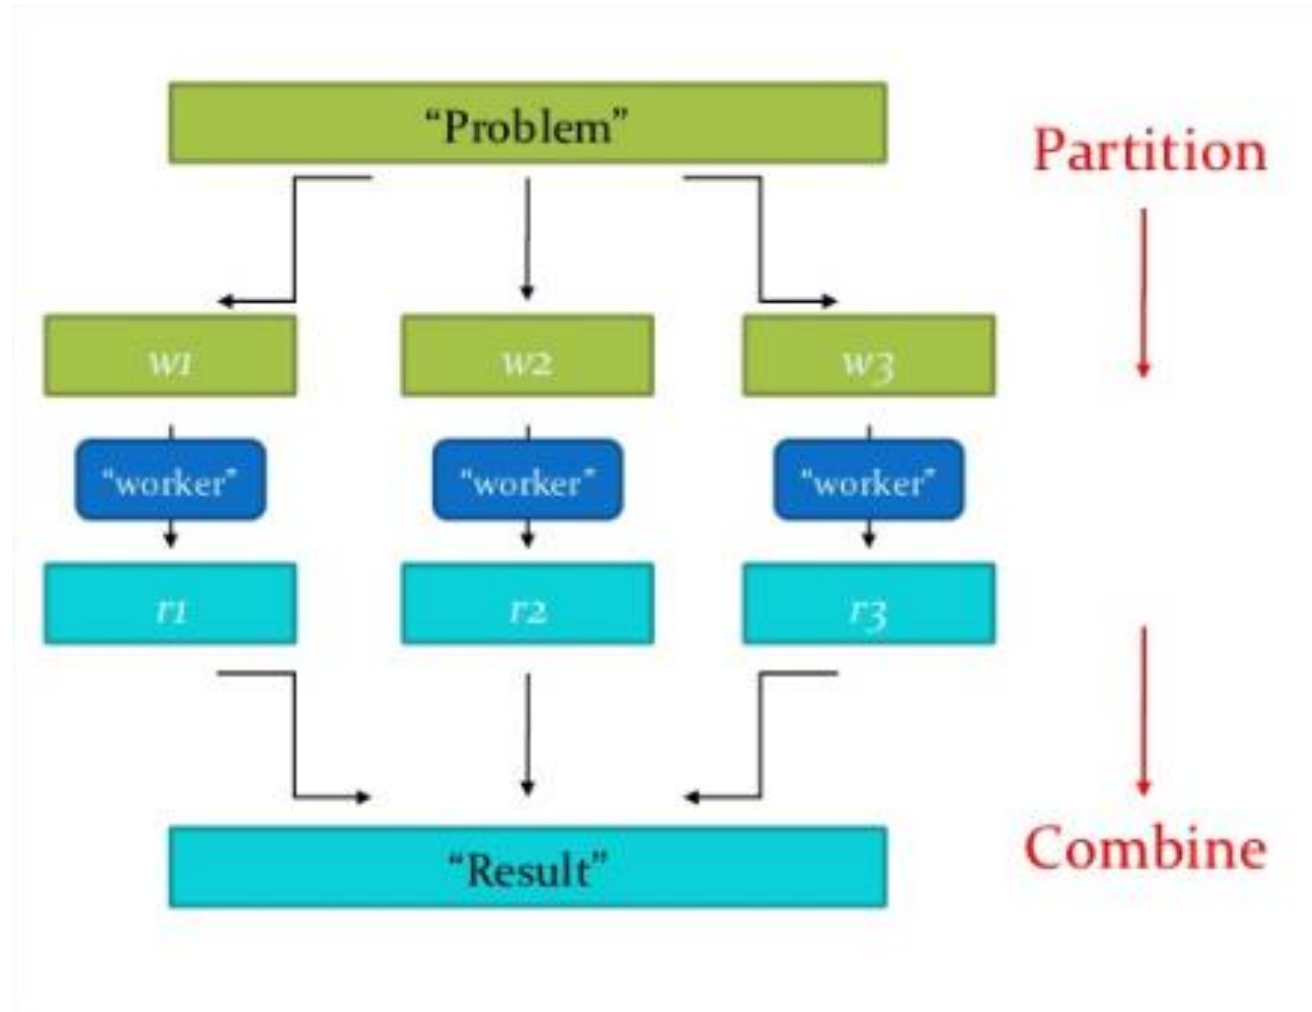 “Problem”
Partition
w1
w2
w3
“worker”
“worker”
“worker”
r1
r2
r3
“Result”
Combine